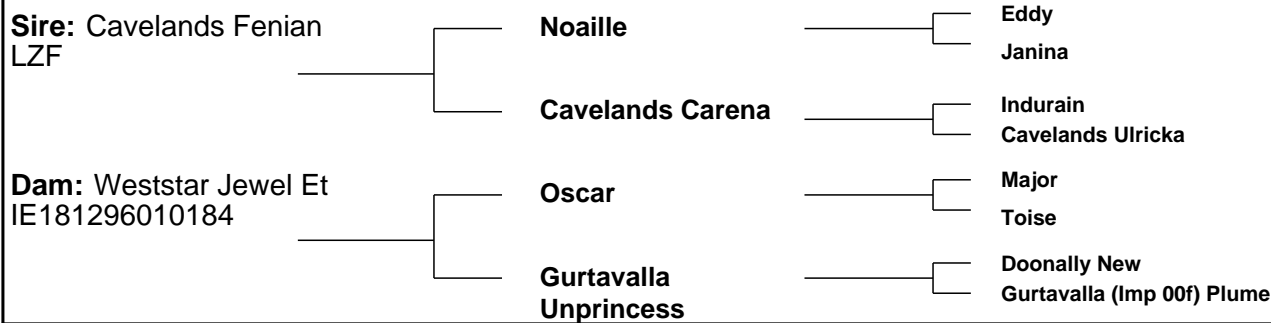 Sire: Cavelands Fenian
LZF
Noaille
Eddy
Janina
Cavelands Carena
Indurain
Cavelands Ulricka
Dam: Weststar Jewel Et
IE181296010184
Oscar
Major
Toise
Gurtavalla
Unprincess
Doonally New
Gurtavalla (Imp 00f) Plume